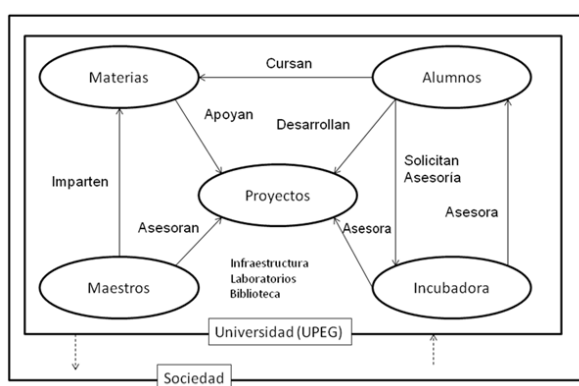 Cursan
Materias
Alumnos
Apoyan
Desarrollan
Solicitan
Asesoría
Imparten
Proyectos
Asesoran
Asesora
Asesora
Infraestructura
Laboratorios
Biblioteca
Maestros
Incubadora
Universidad (UPEG)
Sociedad